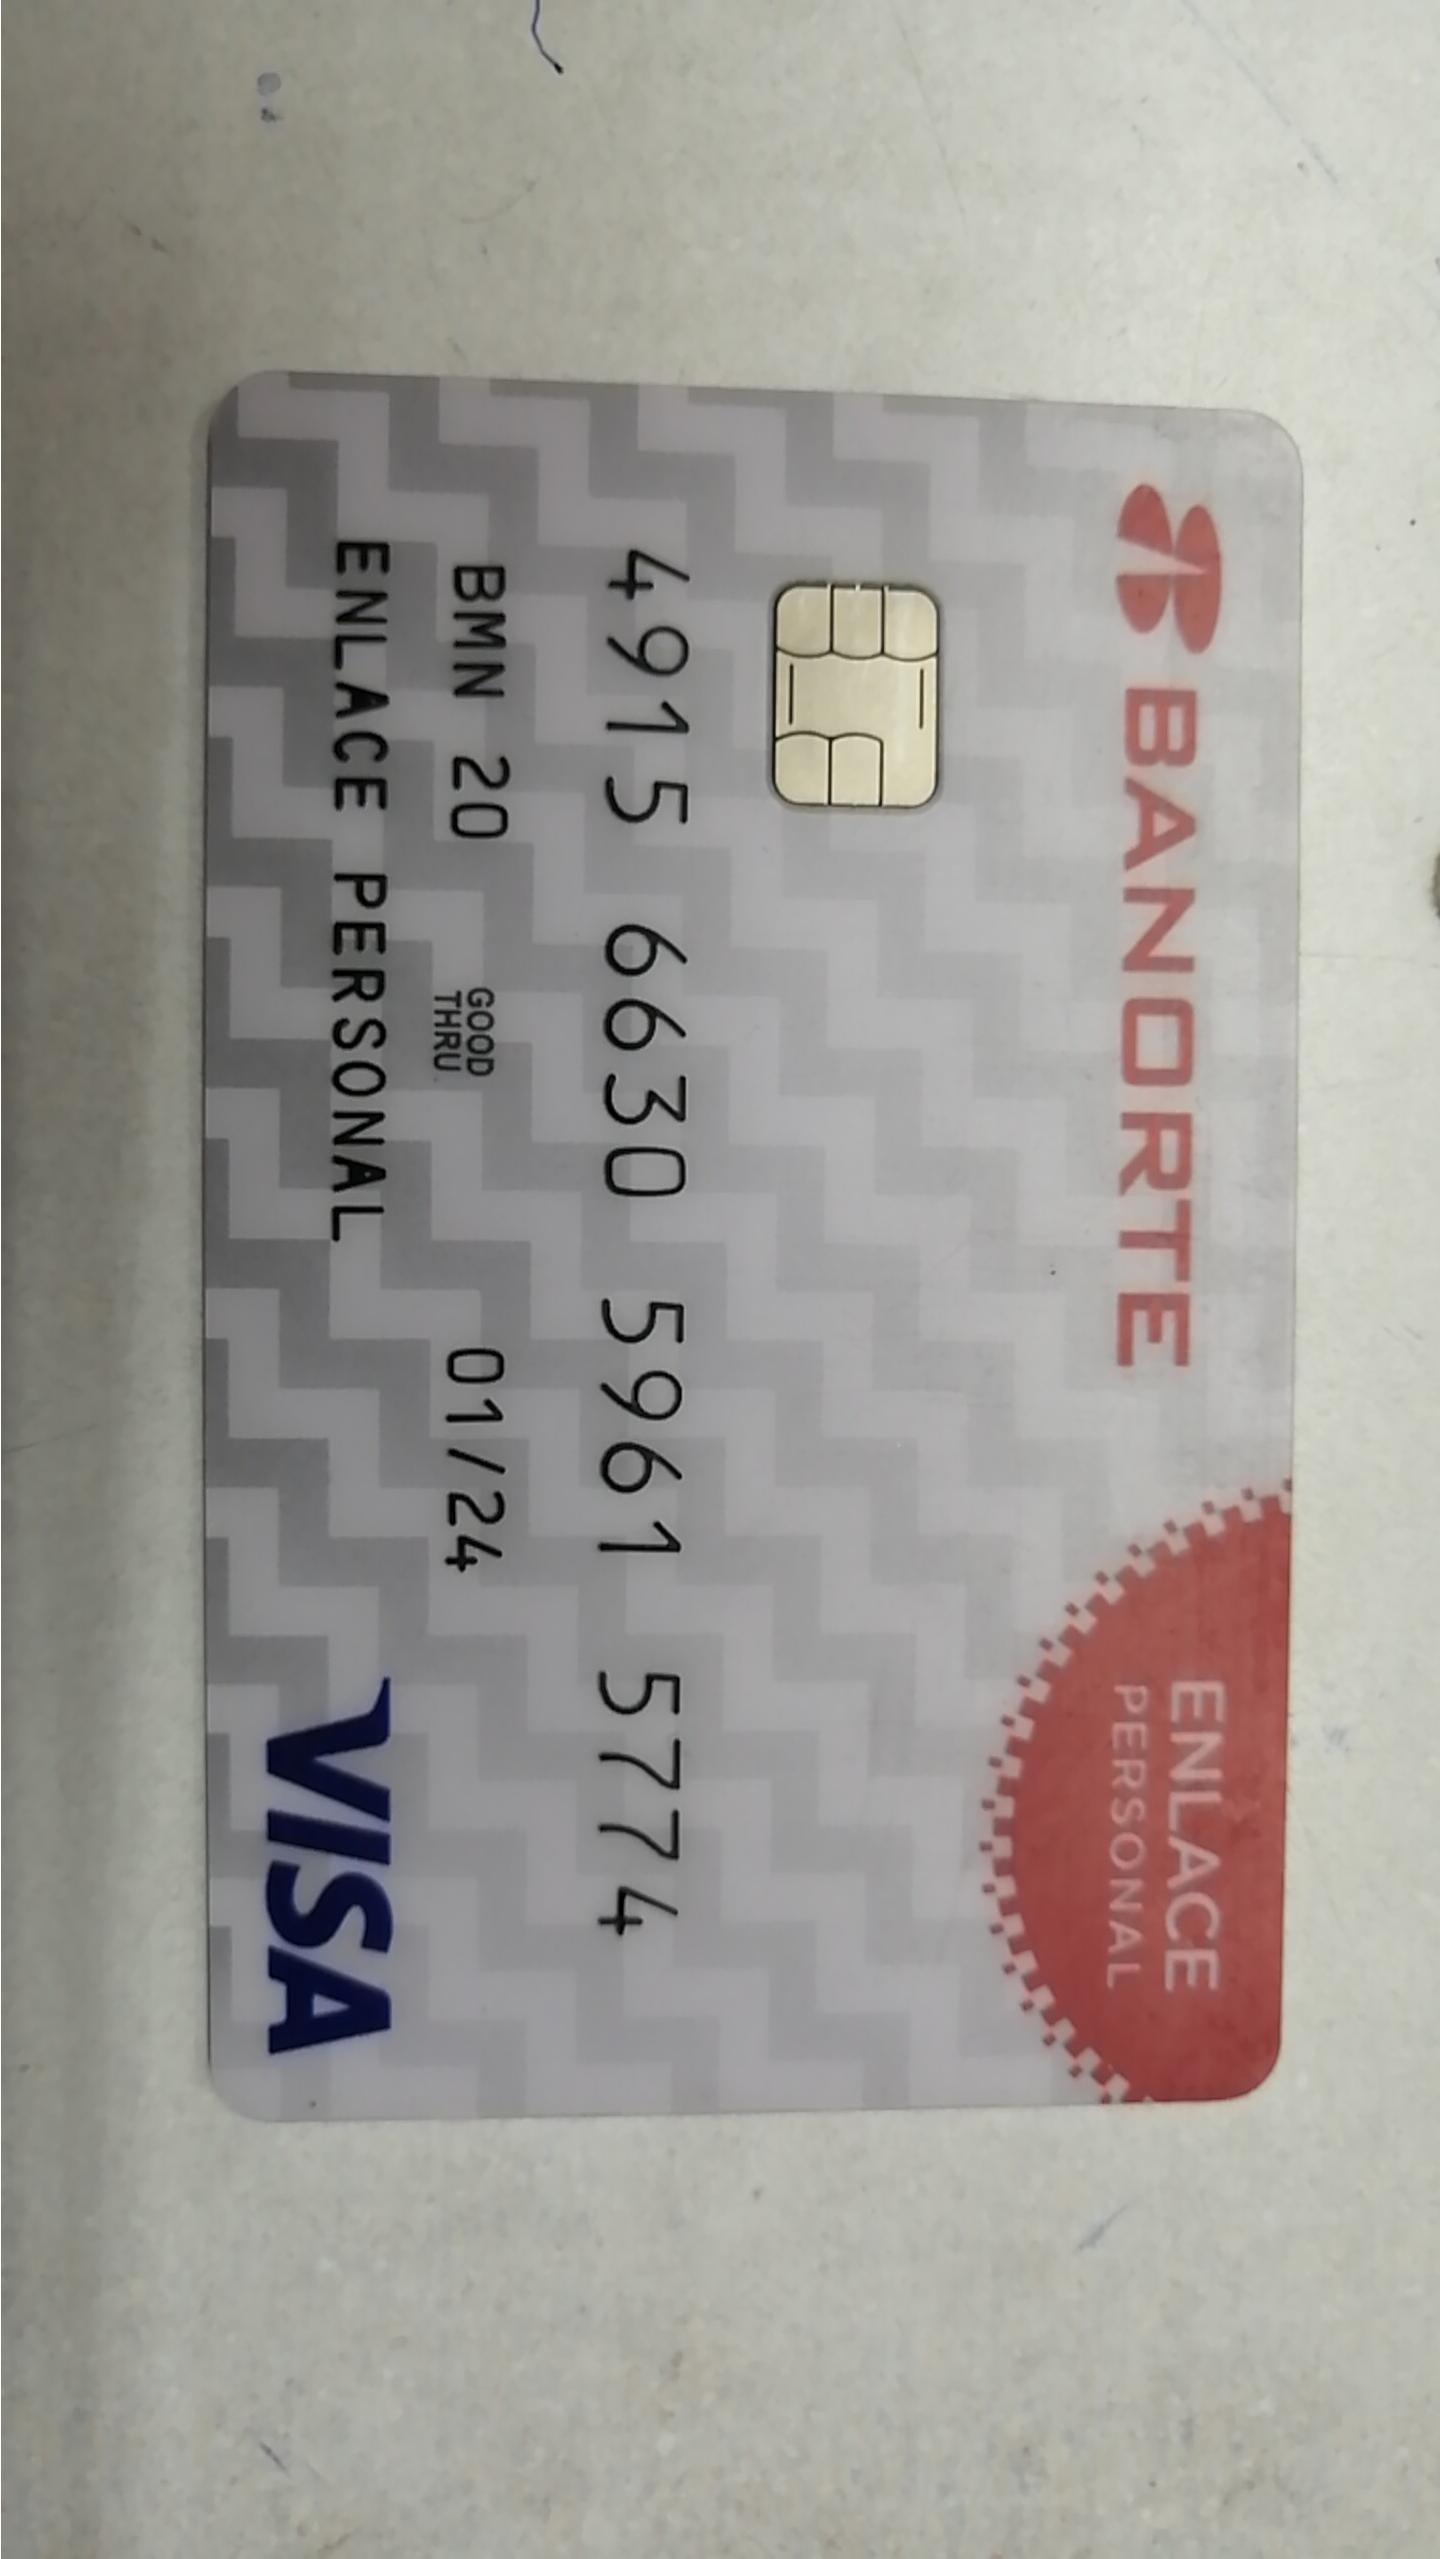 BANORTE
ENLACE
PERSONAL
4915 6630 5961 5774
BMN 20 GOOD THRU 01/24
ENLACE PERSONAL
VISA